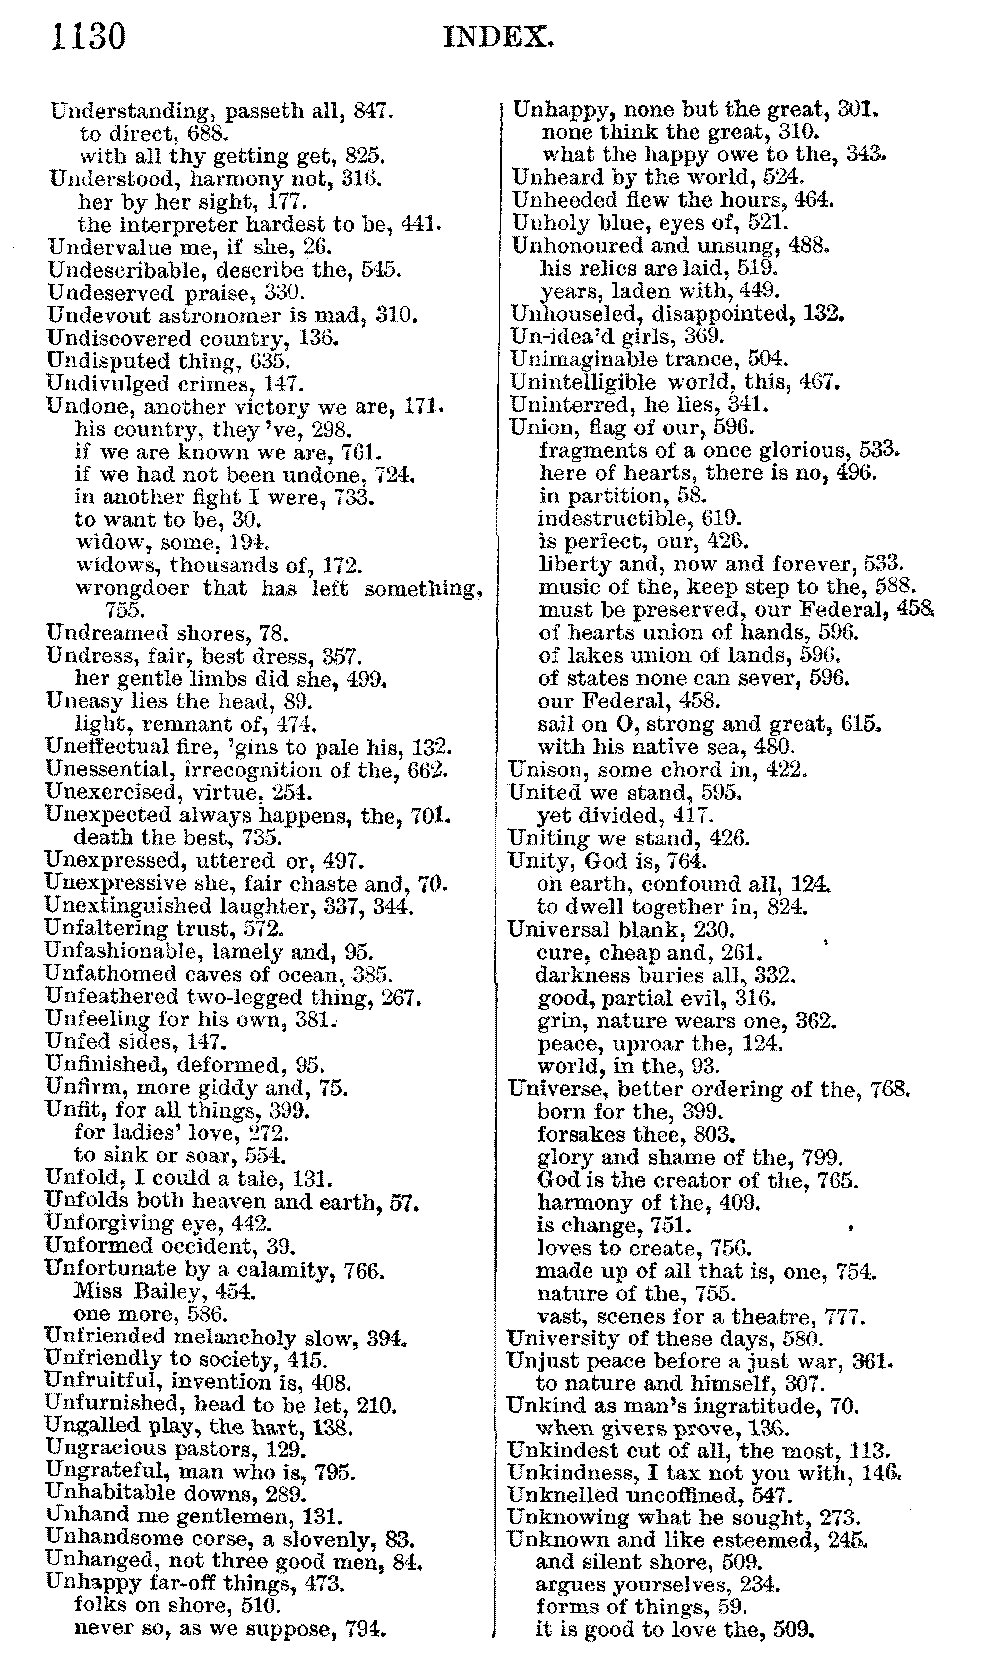 1130
INDEX.
Understanding, passeth all, 847.
to direct, 688.
with all thy getting get, 825.
Understood, harmony not, 316.
her by her sight, 177.
the interpreter hardest to be, 441.
Undervalue me, if she, 26.
Undescribable, describe the, 545.
Undeserved praise, 330.
Undevout astronomer is mad, 310.
Undiscovered country, 136.
Undisputed thing, 635.
Undivulged crimes, 147.
Undone, another victory we are, 171.
his country, they 've, 298.
if we are known we are, 761.
if we had not been undone, 724.
in another fight I were, 733.
to want to be, 30.
widow, some, 194.
widows, thousands of, 172.
wrongdoer that has left something,
755.
Undreamed shores, 78.
Undress, fair, best dress, 357.
her gentle limbs did she, 499.
Uneasy lies the head, 89.
light, remnant of, 474.
Uneffectual fire, 'gins to pale his, 132.
Unessential, irrecognition of the, 662.
Unexercised, virtue, 254.
Unexpected always happens, the, 701.
death the best, 735.
Unexpressed, uttered or, 497.
Unexpressive she, fair chaste and, 70.
Unextinguished laughter, 337, 344.
Unfaltering trust, 572.
Unfashionable, lamely and, 95.
Unfathomed caves of ocean, 385.
Unfeathered two-legged thing, 267.
Unfeeling for his own, 381.
Unfed sides, 147.
Unfinished, deformed, 95.
Unfirm, more giddy and, 75.
Unfit, for all things, 399.
for ladies' love, 272.
to sink or soar, 554.
Unfold, I could a tale, 131.
Unfolds both heaven and earth, 57.
Unforgiving eye, 442.
Unformed occident, 39.
Unfortunate by a calamity, 766.
Miss Bailey, 454.
one more, 586.
Unfriended melancholy slow, 394.
Unfriendly to society, 415.
Unfruitful, invention is, 408.
Unfurnished, head to be let, 210.
Ungalled play, the hart, 138.
Ungracious pastors, 129.
Ungrateful, man who is, 795.
Unhabitable downs, 289.
Unhand me gentlemen, 131.
Unhandsome corse, a slovenly, 83.
Unhanged, not three good men, 84.
Unhappy far-off things, 473.
folks on shore, 510.
never so, as we suppose, 794.
Unhappy, none but the great, 301.
none think the great, 310.
what the happy owe to the, 343.
Unheard by the world, 524.
Unheeded flew the hours, 464.
Unholy blue, eyes of, 521.
Unhonoured and unsung, 488.
his relics are laid, 519.
years, laden with, 449.
Unhouseled, disappointed, 132.
Un-idea'd girls, 369.
Unimaginable trance, 504.
Unintelligible world, this, 467.
Uninterred, he lies, 341.
Union, flag of our, 596.
fragments of a once glorious, 533.
here of hearts, there is no, 496.
in partition, 58.
indestructible, 619.
is perfect, our, 426.
liberty and, now and forever, 533.
music of the, keep step to the, 588.
must be preserved, our Federal, 458.
of hearts union of hands, 596.
of lakes union of lands, 596.
of states none can sever, 596.
our Federal, 458.
sail on O, strong and great, 615.
with his native sea, 480.
Unison, some chord in, 422.
United we stand, 595.
yet divided, 417.
Uniting we stand, 426.
Unity, God is, 764.
on earth, confound all, 124.
to dwell together in, 824.
Universal blank, 230.
cure, cheap and, 261.
darkness buries all, 332.
good, partial evil, 316.
grin, nature wears one, 362.
peace, uproar the, 124.
world, in the, 93.
Universe, better ordering of the, 768.
born for the, 399.
forsakes thee, 803.
glory and shame of the, 799.
God is the creator of the, 765.
harmony of the, 409.
is change, 751.
loves to create, 756.
made up of all that is, one, 754.
nature of the, 755.
vast, scenes for a theatre, 777.
University of these days, 580.
Unjust peace before a just war, 361.
to nature and himself, 307.
Unkind as man's ingratitude, 70.
when givers prove, 136.
Unkindest cut of all, the most, 113.
Unkindness, I tax not you with, 146.
Unknelled uncoffined, 547.
Unknowing what he sought, 273.
Unknown and like esteemed, 245.
and silent shore, 509.
argues yourselves, 234.
forms of things, 59.
it is good to love the, 509.